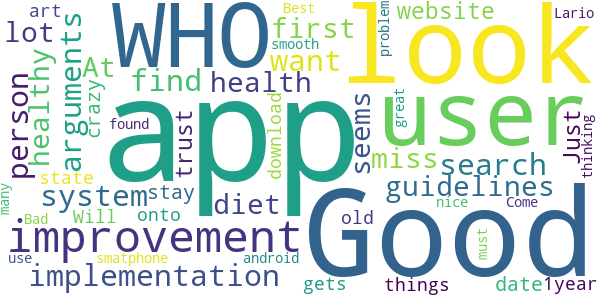 WHO look
art
lot first website Lario
smooth problem
Best
At want
person healthy arguments crazy find health app user Just
found trust download seems great thinking
miss search
state system stay diet guidelines
many Bad Will onto old nice Come
improvement Good must
use smatphone android gets things date 1year
implementation